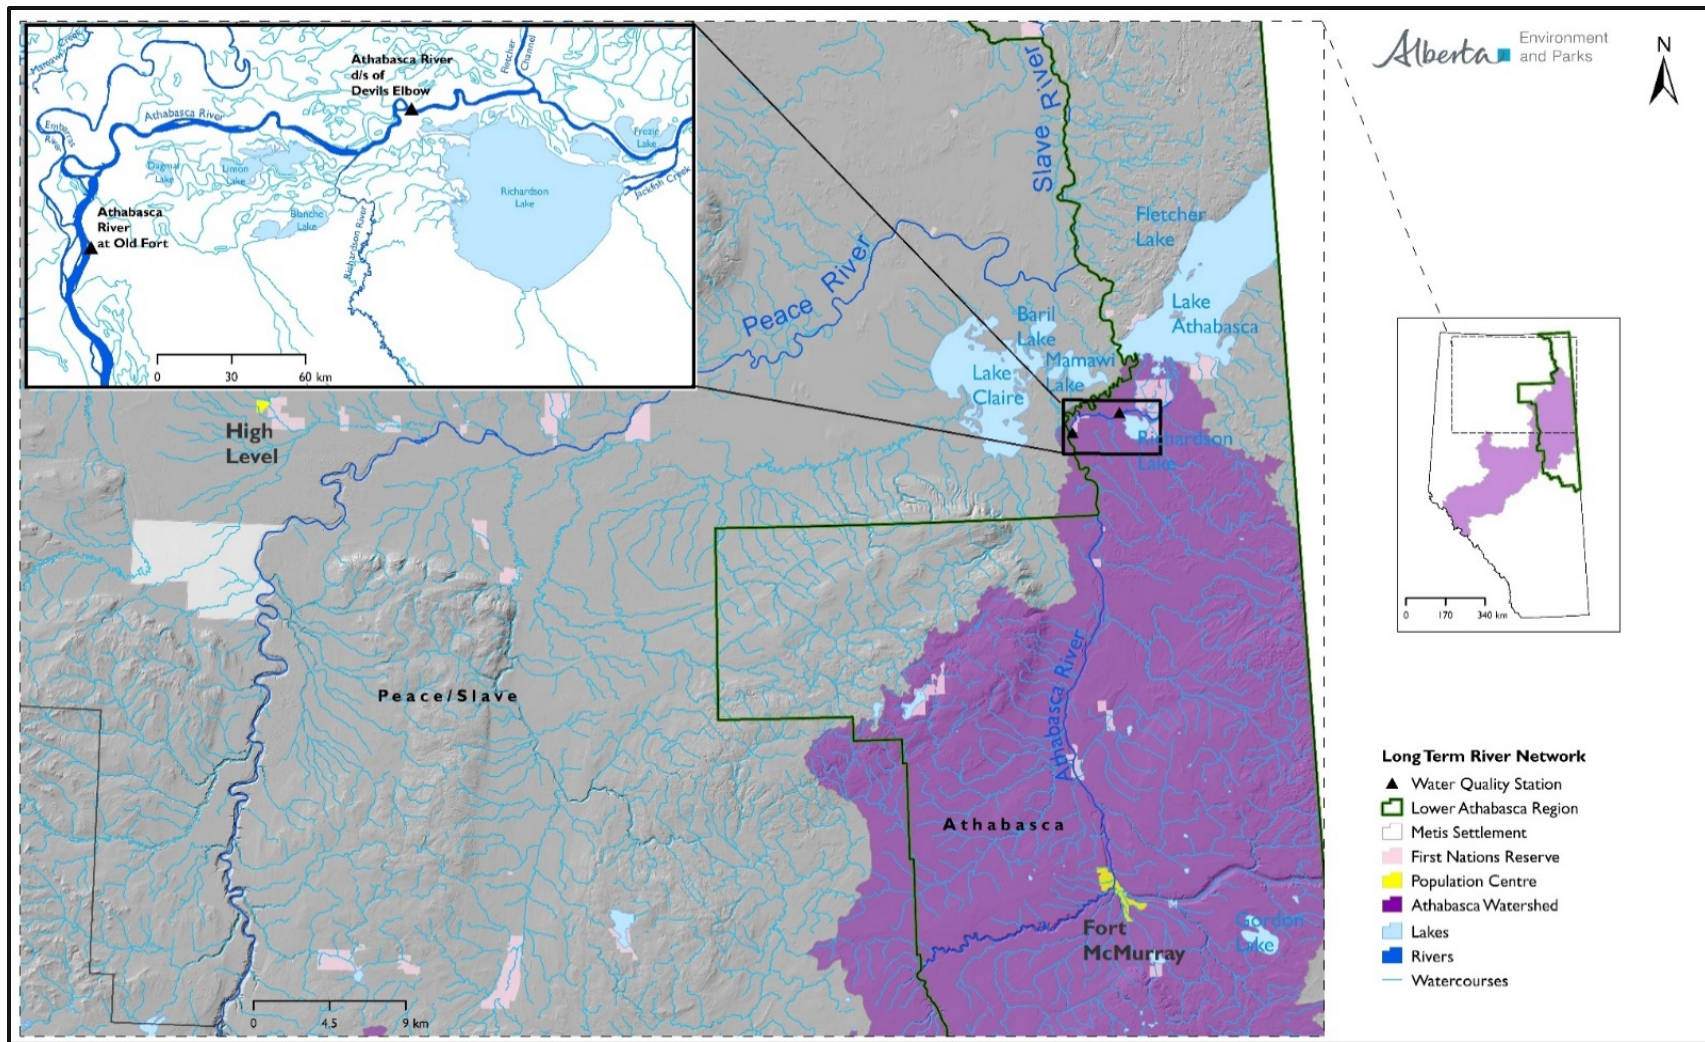 Mamawi Creek
Athabasca River
d/s of
Devils Elbow
Fletcher
Channel
Athabasca River
Embarras
River
Dagmar
Lake
Limon
Lake
Frezie
Lake
Richardson
Lake
Jackfish Creek
Blanche
Lake
Richardson River
Athabasca
River
at Old Fort
0 30 60 km
Slave River
Peace River
Fletcher
Lake
Lake
Athabasca
Baril
Lake
Mamawi
Lake
Lake
Claire
Richardson
Lake
High
Level
Peace/Slave
Athabasca River
Athabasca
Fort
McMurray
Gordon
Lake
0 4.5 9 km
Alberta
Environment
and Parks
N
0 170 340 km
Long Term River Network
Water Quality Station
Lower Athabasca Region
Metis Settlement
First Nations Reserve
Population Centre
Athabasca Watershed
Lakes
Rivers
Watercourses